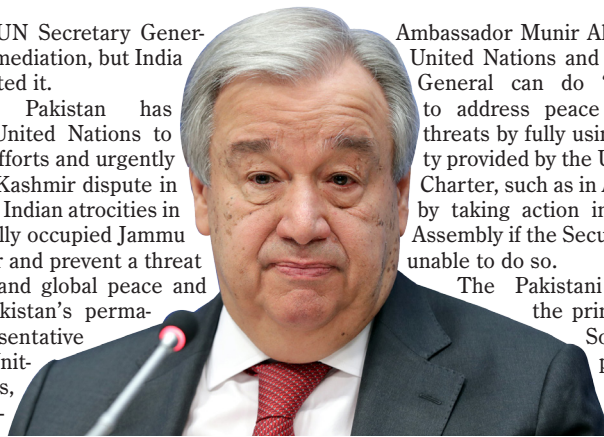 UN Secretary Gener-
mediation, but India
ted it.
Pakistan has
United Nations to
fforts and urgently
Kashmir dispute in
Indian atrocities in
lly occupied Jammu
r and prevent a threat
and global peace and
kistan's perma-
sentative
nit-
s,
-
Ambassador Munir Al
United Nations and
General can do
to address peace
threats by fully usin
ty provided by the U
Charter, such as in A
by taking action in
Assembly if the Secu
unable to do so.
The Pakistani
the prin
So
p